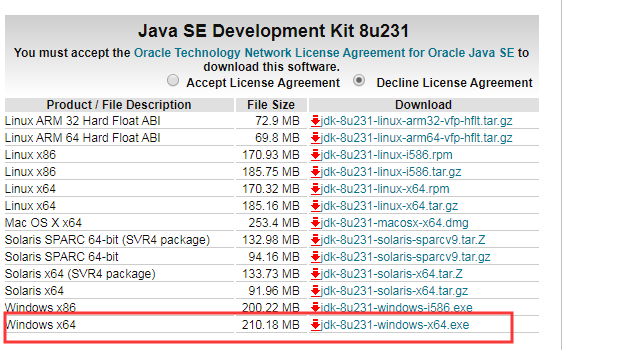 Java SE Development Kit 8u231
You must accept the Oracle Technology Network License Agreement for Oracle Java SE to
download this software.
Accept License Agreement Decline License Agreement
Product / File Description File Size Download
Linux ARM 32 Hard Float ABI 72.9 MB jdk-8u231-linux-arm32-vfp-hflt.tar.gz
Linux ARM 64 Hard Float ABI 69.8 MB jdk-8u231-linux-arm64-vfp-hflt.tar.gz
Linux x86 170.93 MB jdk-8u231-linux-i586.rpm
Linux x86 185.75 MB jdk-8u231-linux-i586.tar.gz
Linux x64 170.32 MB jdk-8u231-linux-x64.rpm
Linux x64 185.16 MB jdk-8u231-linux-x64.tar.gz
Mac OS X x64 253.4 MB jdk-8u231-macosx-x64.dmg
Solaris SPARC 64-bit (SVR4 package) 132.98 MB jdk-8u231-solaris-sparcv9.tar.Z
Solaris SPARC 64-bit 94.16 MB jdk-8u231-solaris-sparcv9.tar.gz
Solaris x64 (SVR4 package) 133.73 MB jdk-8u231-solaris-x64.tar.Z
Solaris x64 91.96 MB jdk-8u231-solaris-x64.tar.gz
Windows x86 200.22 MB jdk-8u231-windows-i586.exe
Windows x64 210.18 MB jdk-8u231-windows-x64.exe